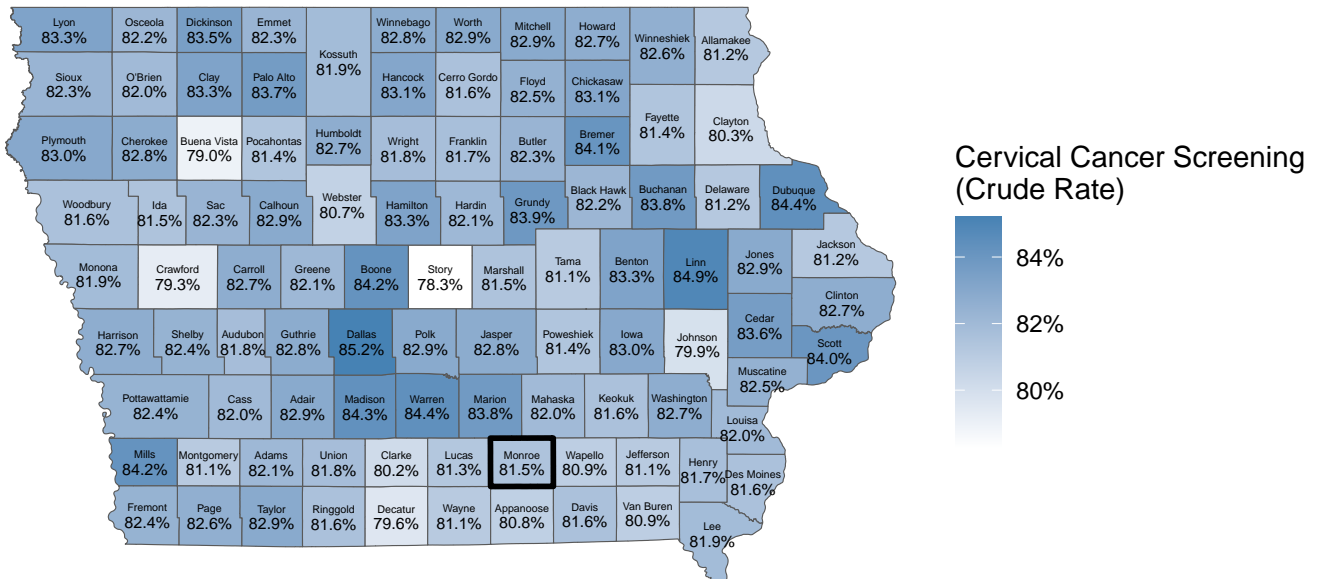 Lyon
83.3%
Osceola
82.2%
Dickinson
83.5%
Emmet
82.3%
Kossuth
81.9%
Winnebago
82.8%
Worth
82.9%
Mitchell
82.9%
Howard
82.7%
Winneshiek
82.6%
Allamakee
81.2%
Sioux
82.3%
O'Brien
82.0%
Clay
83.3%
Palo Alto
83.7%
Hancock
83.1%
Cerro Gordo
81.6%
Floyd
82.5%
Chickasaw
83.1%
Fayette
81.4%
Clayton
80.3%
Plymouth
83.0%
Cherokee
82.8%
Buena Vista
79.0%
Pocahontas
81.4%
Humboldt
82.7%
Wright
81.8%
Franklin
81.7%
Butler
82.3%
Bremer
84.1%
Woodbury
81.6%
Ida
81.5%
Sac
82.3%
Calhoun
82.9%
Webster
80.7%
Hamilton
83.3%
Hardin
82.1%
Grundy
83.9%
Black Hawk
82.2%
Buchanan
83.8%
Delaware
81.2%
Dubuque
84.4%
Monona
81.9%
Crawford
79.3%
Carroll
82.7%
Greene
82.1%
Boone
84.2%
Story
78.3%
Marshall
81.5%
Tama
81.1%
Benton
83.3%
Linn
84.9%
Jones
82.9%
Jackson
81.2%
Clinton
82.7%
Harrison
82.7%
Shelby
82.4%
Audubon
81.8%
Guthrie
82.8%
Dallas
85.2%
Polk
82.9%
Jasper
82.8%
Poweshiek
81.4%
Iowa
83.0%
Johnson
79.9%
Cedar
83.6%
Scott
84.0%
Muscatine
82.5%
Pottawattamie
82.4%
Cass
82.0%
Adair
82.9%
Madison
84.3%
Warren
84.4%
Marion
83.8%
Mahaska
82.0%
Keokuk
81.6%
Washington
82.7%
Louisa
82.0%
Mills
84.2%
Montgomery
81.1%
Adams
82.1%
Union
81.8%
Clarke
80.2%
Lucas
81.3%
Monroe
81.5%
Wapello
80.9%
Jefferson
81.1%
Henry
81.7%
Des Moines
81.6%
Fremont
82.4%
Page
82.6%
Taylor
82.9%
Ringgold
81.6%
Decatur
79.6%
Wayne
81.1%
Appanoose
80.8%
Davis
81.6%
Van Buren
80.9%
Lee
81.9%
Cervical Cancer Screening
(Crude Rate)
84%
82%
80%